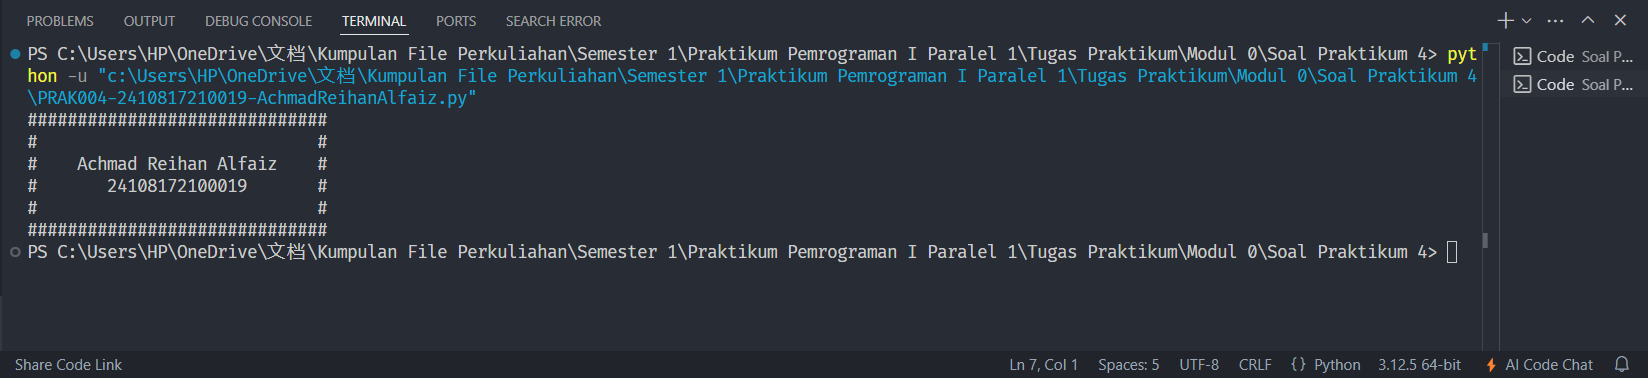 PROBLEMS OUTPUT DEBUG CONSOLE TERMINAL PORTS SEARCH ERROR
PS C:\Users\HP\OneDrive\文档\Kumpulan File Perkuliahan\Semester 1\Praktikum Pemrograman I Paralel 1\Tugas Praktikum\Modul 0\Soal Praktikum 4> pyt
hon -u "c:\Users\HP\OneDrive\文档\Kumpulan File Perkuliahan\Semester 1\Praktikum Pemrograman I Paralel 1\Tugas Praktikum\Modul 0\Soal Praktikum 4
\PRAK004-2410817210019-AchmadReihanAlfaiz.py"
##############################
#                            #
#    Achmad Reihan Alfaiz    #
#       24108172100019       #
#                            #
##############################
PS C:\Users\HP\OneDrive\文档\Kumpulan File Perkuliahan\Semester 1\Praktikum Pemrograman I Paralel 1\Tugas Praktikum\Modul 0\Soal Praktikum 4>
Code Soal P...
Code Soal P...
Share Code Link Ln 7, Col 1 Spaces: 5 UTF-8 CRLF {} Python 3.12.5 64-bit AI Code Chat